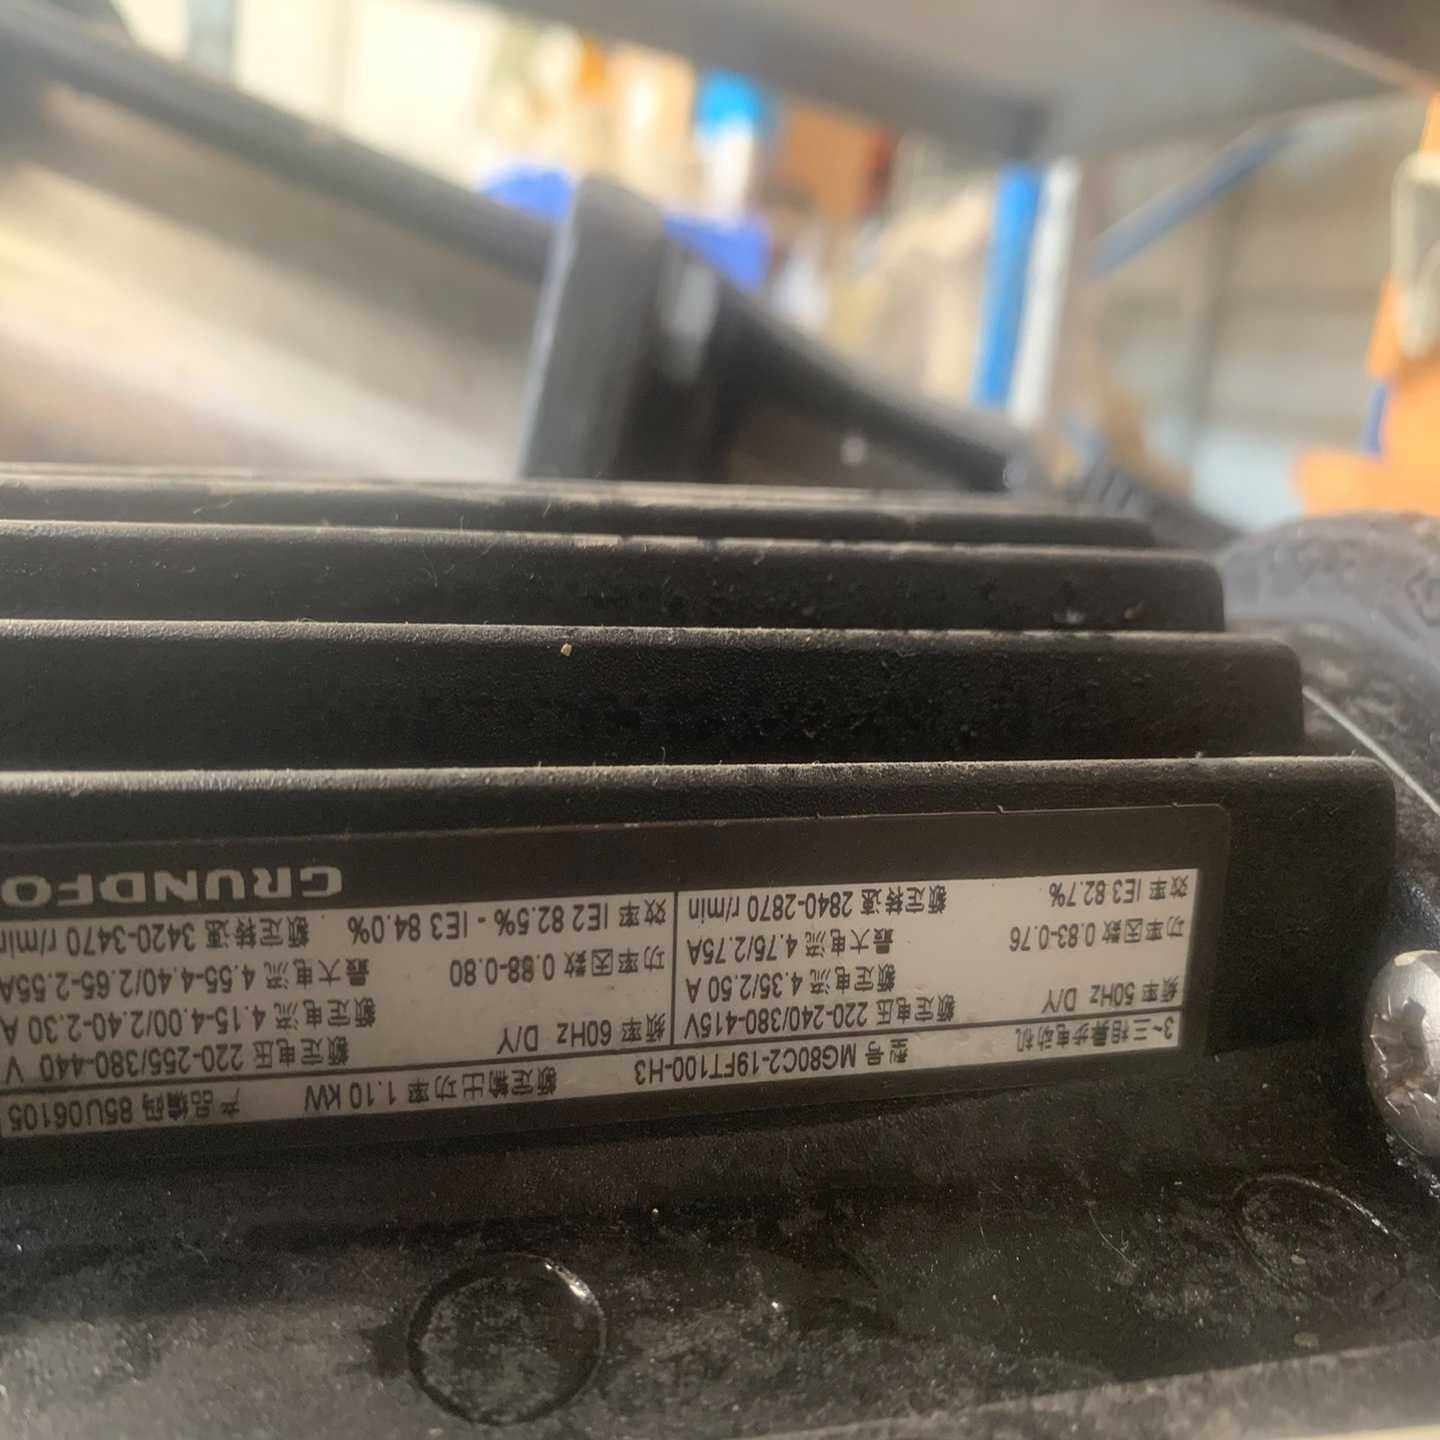 3~三相异步电动机 型号 MG80C2-19FT100-H3 额定输出功率 1.10 kW 产品编码 85U06105
频率 50Hz D/Y 额定电压 220-240/380-415V
额定电流 4.35/2.50 A
功率因数 0.83-0.76 最大电流 4.75/2.75A
效率 IE3 82.7% 额定转速 2840-2870 r/min
频率 60Hz D/Y 额定电压 220-255/380-440 V
额定电流 4.15-4.00/2.40-2.30 A
功率因数 0.88-0.80 最大电流 4.55-4.40/2.65-2.55A
效率 IE2 82.5% - IE3 84.0% 额定转速 3420-3470 r/min
GRUNDFO